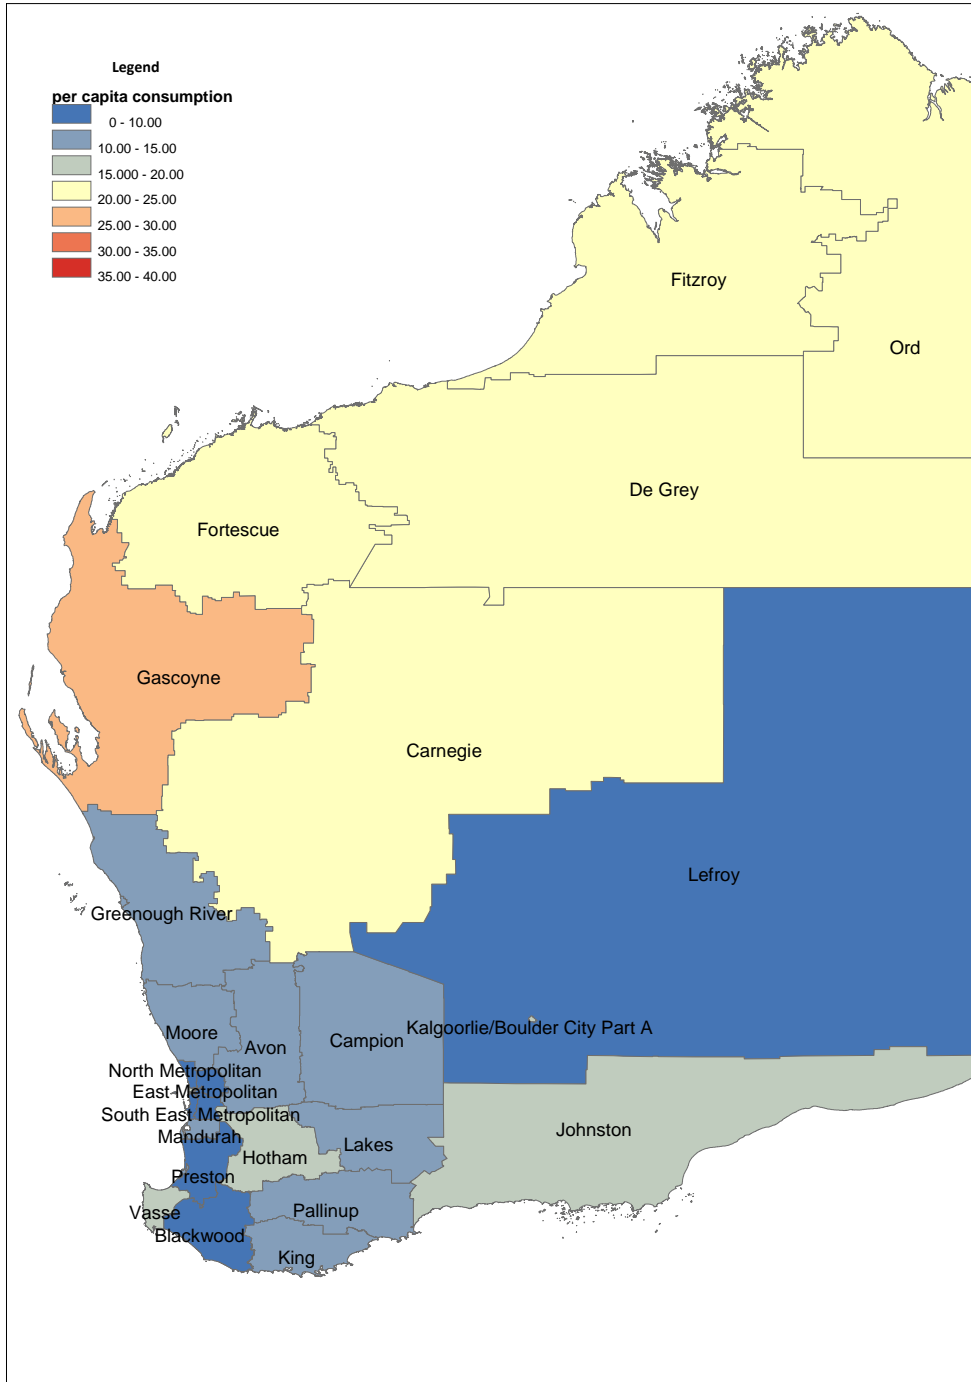 Legend
per capita consumption
0 - 10.00
10.00 - 15.00
15.000 - 20.00
20.00 - 25.00
25.00 - 30.00
30.00 - 35.00
35.00 - 40.00
Fitzroy
Ord
De Grey
Fortescue
Gascoyne
Carnegie
Lefroy
Greenough River
Kalgoorlie/Boulder City Part A
Moore
Campion
Avon
North Metropolitan
East Metropolitan
South East Metropolitan
Mandurah
Johnston
Lakes
Hotham
Preston
Vasse
Pallinup
Blackwood
King